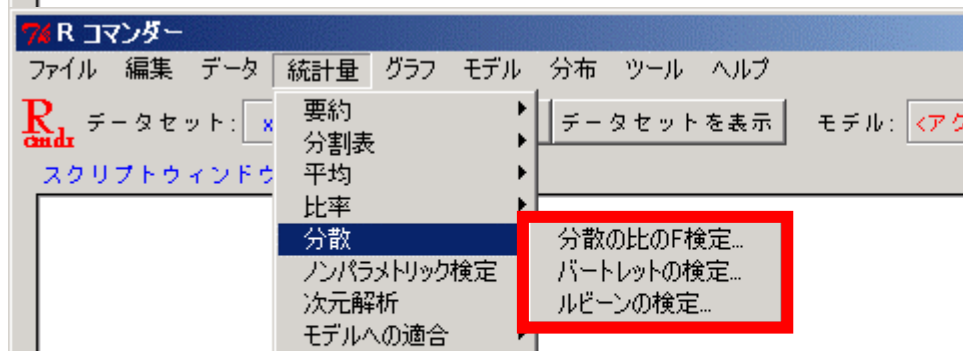 R コマンダー
ファイル 編集 データ 統計量 グラフ モデル 分布 ツール ヘルプ
Rcmdr データセット: x データセットを表示 モデル: <アク
スクリプトウィンドウ
要約
分割表
平均
比率
分散
ノンパラメトリック検定
次元解析
モデルへの適合
分散の比のF検定...
バートレットの検定...
ルビーンの検定...